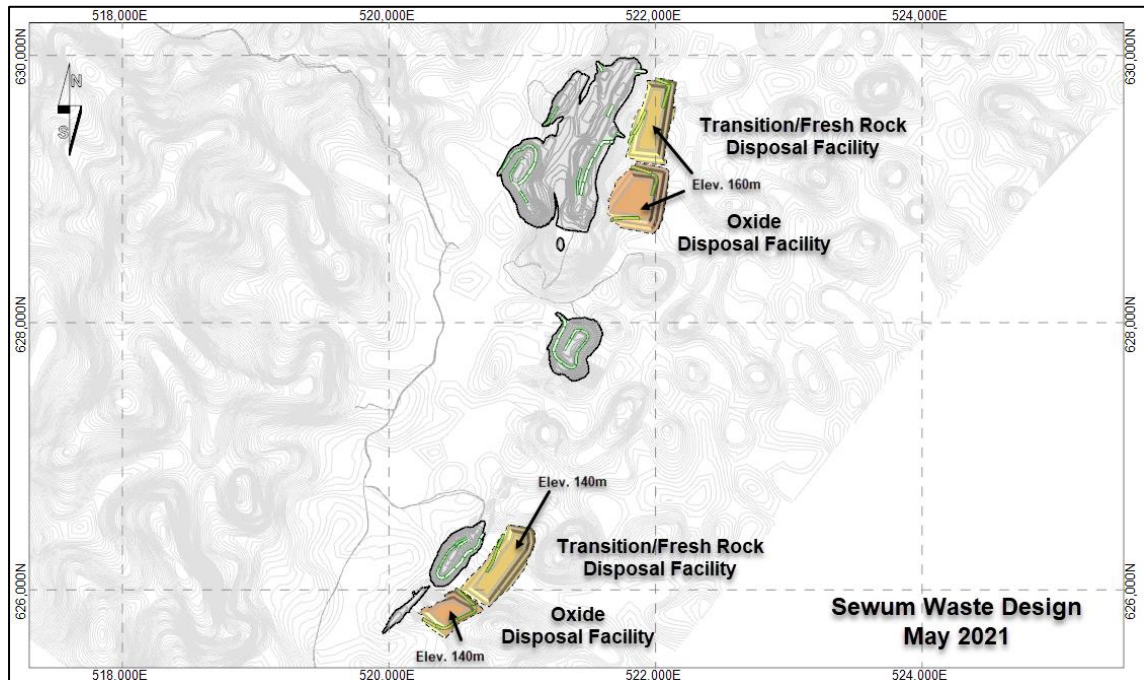 518,000E
520,000E
522,000E
524,000E
630,000N
630,000N
N
S
Transition/Fresh Rock
Disposal Facility
Elev. 160m
Oxide
Disposal Facility
628,000N
628,000N
Elev. 140m
Transition/Fresh Rock
Disposal Facility
626,000N
626,000N
Oxide
Disposal Facility
Elev. 140m
Sewum Waste Design
May 2021
518,000E
520,000E
522,000E
524,000E